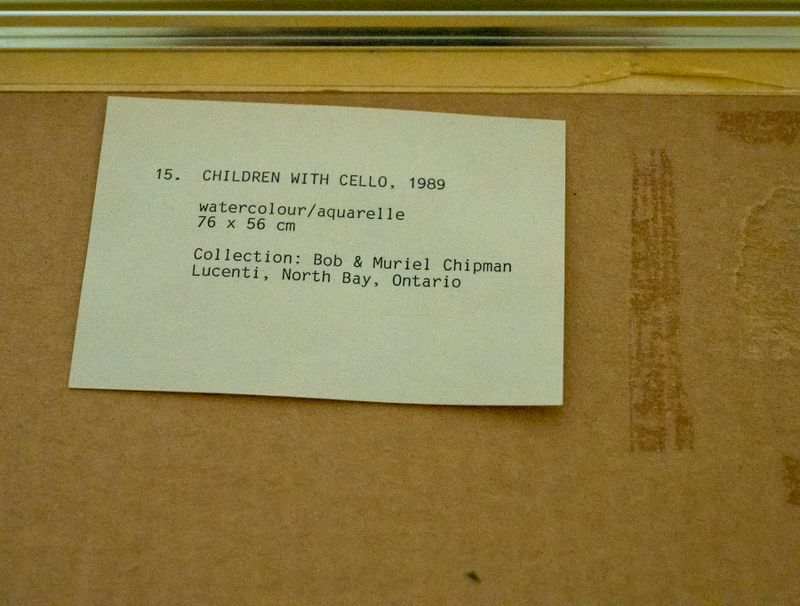 15. CHILDREN WITH CELLO, 1989
watercolour/aquarelle
76 x 56 cm
Collection: Bob & Muriel Chipman
Lucenti, North Bay, Ontario